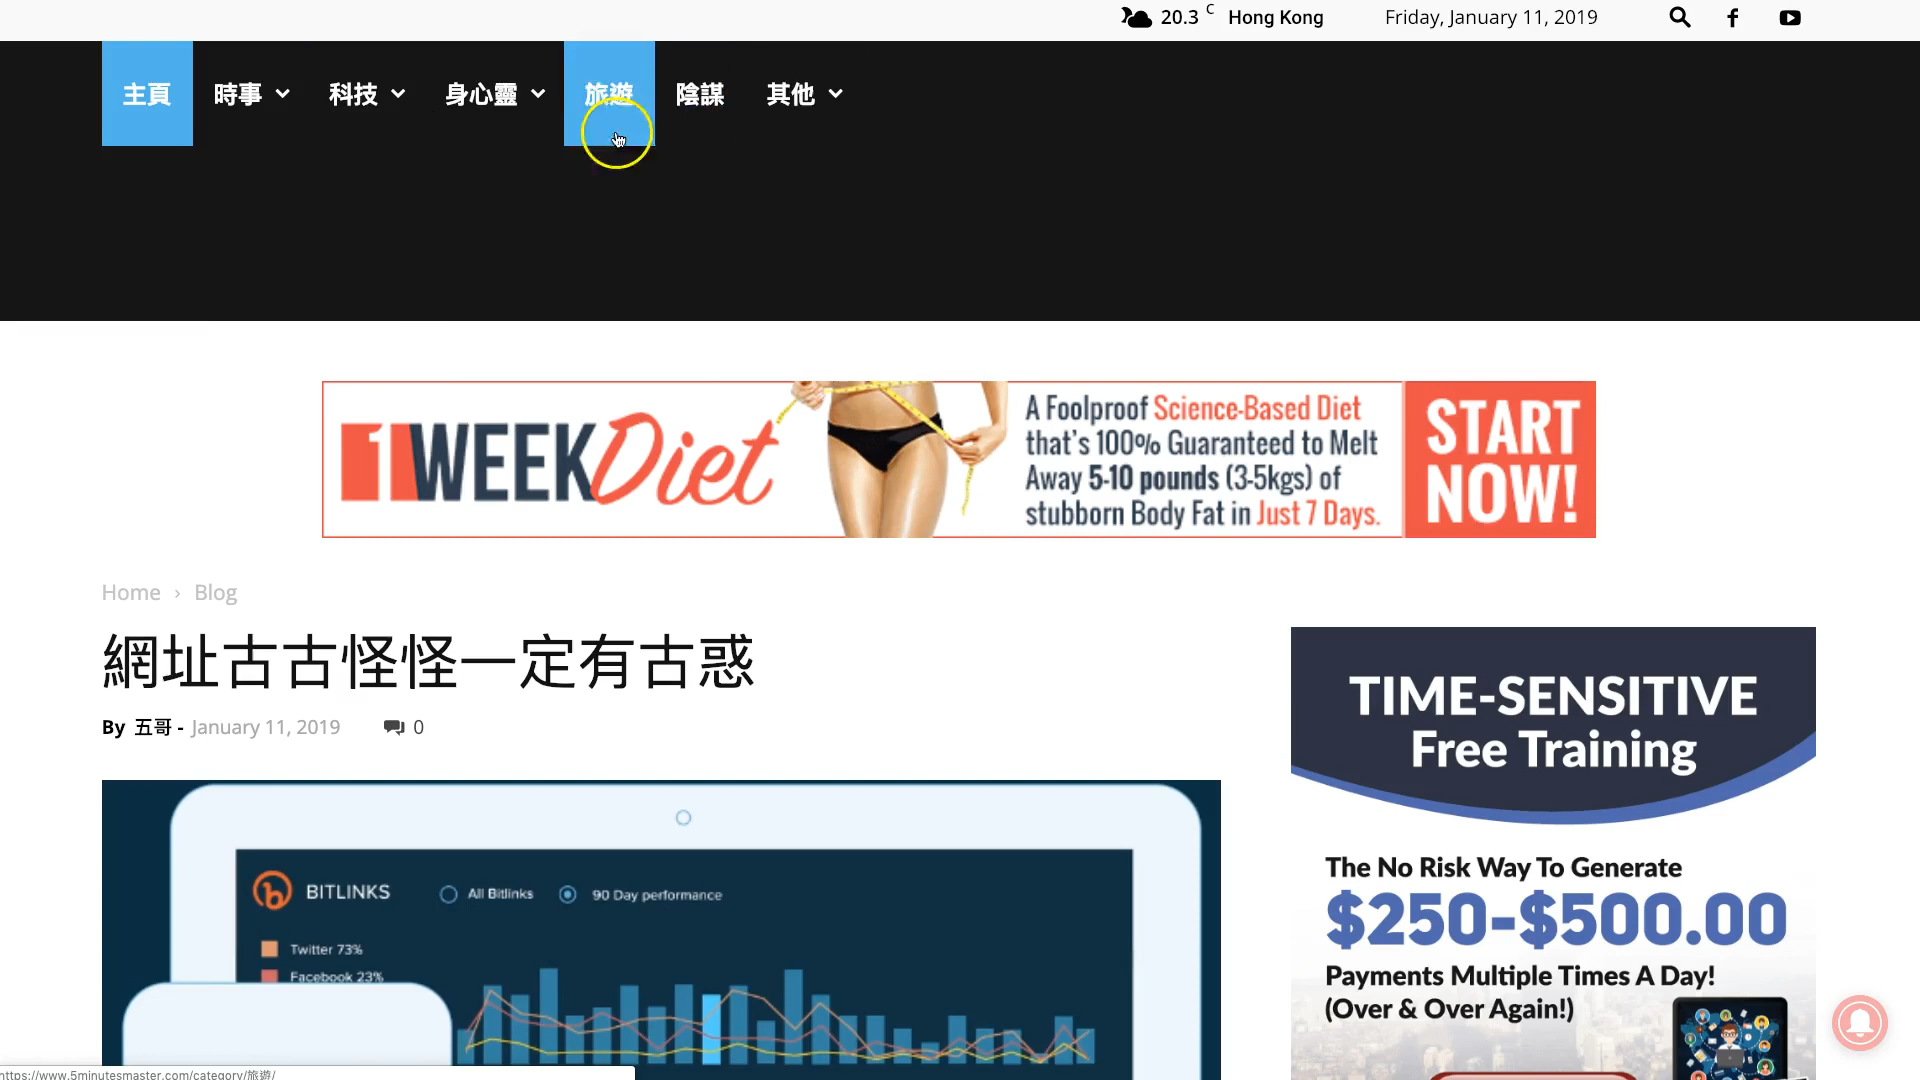 20.3 C Hong Kong Friday, January 11, 2019
主頁 時事 科技 身心靈 旅遊 陰謀 其他
1 WEEK Diet
A Foolproof Science-Based Diet
that's 100% Guaranteed to Melt
Away 5-10 pounds (3-5kgs) of
stubborn Body Fat in Just 7 Days.
START
NOW!
Home › Blog
網址古古怪怪一定有古惑
By 五哥 - January 11, 2019 0
BITLINKS All Bitlinks 90 Day performance
Twitter 73%
Facebook 23%
TIME-SENSITIVE
Free Training
The No Risk Way To Generate
$250-$500.00
Payments Multiple Times A Day!
(Over & Over Again!)
https://www.5minutesmaster.com/category/旅遊/